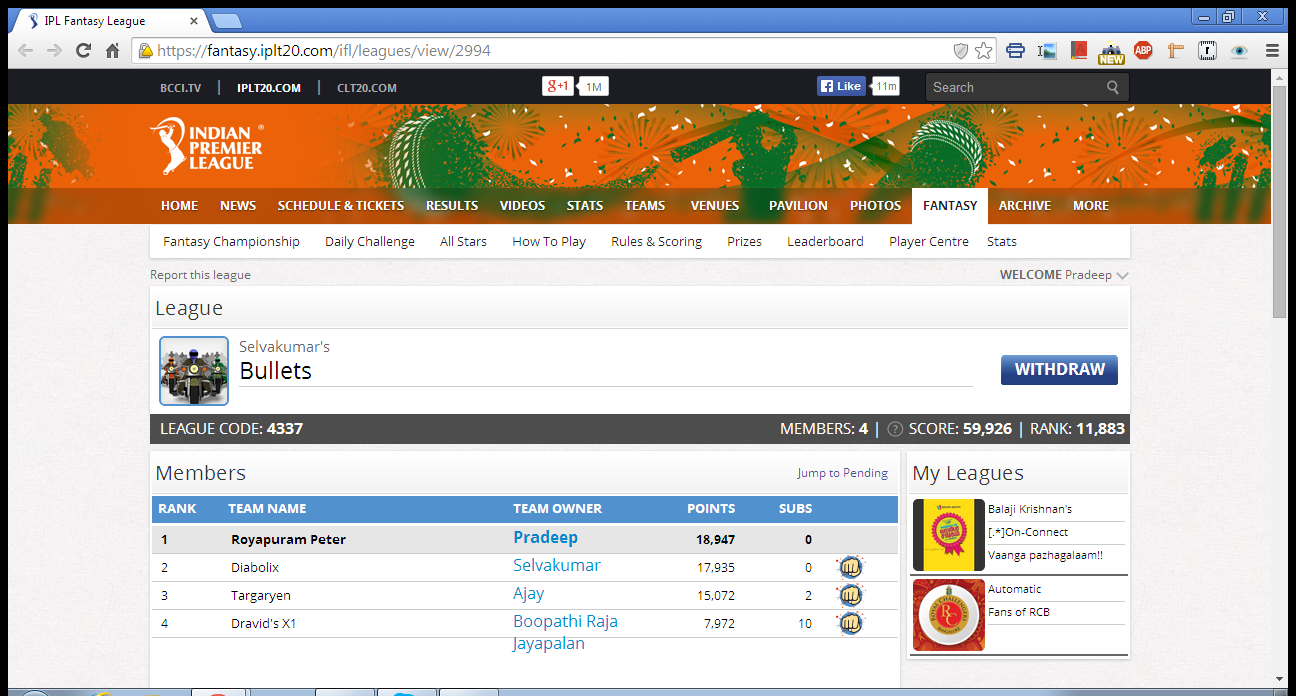 IPL Fantasy League
https://fantasy.iplt20.com/ifl/leagues/view/2994
ABP
NEW
BCCI.TV | IPLT20.COM | CLT20.COM
g+1 1M
Like 11m
Search
INDIAN
PREMIER
LEAGUE
HOME NEWS SCHEDULE & TICKETS RESULTS VIDEOS STATS TEAMS VENUES PAVILION PHOTOS FANTASY ARCHIVE MORE
Fantasy Championship Daily Challenge All Stars How To Play Rules & Scoring Prizes Leaderboard Player Centre Stats
Report this league
WELCOME Pradeep
League
Selvakumar's
Bullets
WITHDRAW
LEAGUE CODE: 4337
MEMBERS: 4 | ? SCORE: 59,926 | RANK: 11,883
Members
Jump to Pending
RANK TEAM NAME TEAM OWNER POINTS SUBS
1 Royapuram Peter Pradeep 18,947 0
2 Diabolix Selvakumar 17,935 0
3 Targaryen Ajay 15,072 2
4 Dravid's X1 Boopathi Raja Jayapalan 7,972 10
My Leagues
Balaji Krishnan's
[.*]On-Connect
Vaanga pazhagalaam!!
Automatic
Fans of RCB